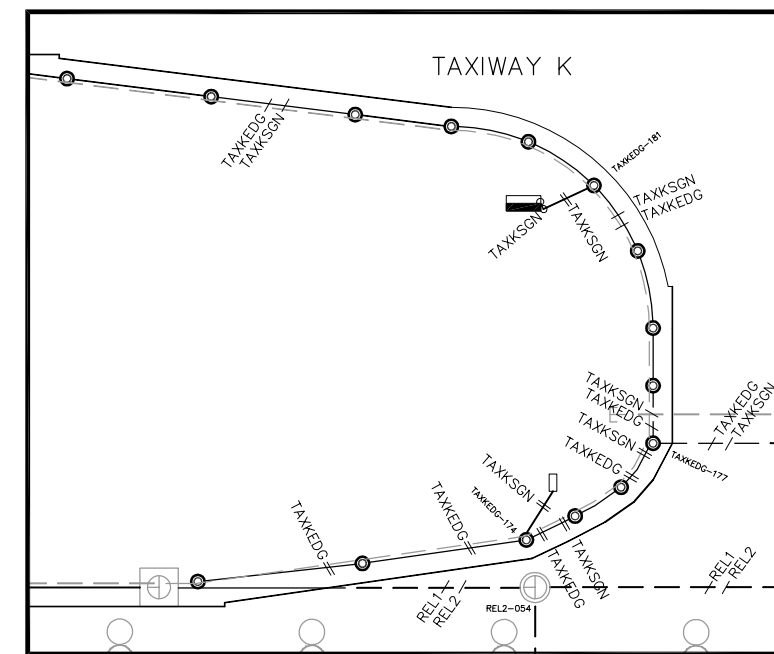 TAXIWAY K
TAXKEDG
TAXKSGN
TAXKEDG-181
TAXKSGN
TAXKEDG
TAXKSGN
TAXKSGN
TAXKSGN
TAXKEDG
TAXKEDG
TAXKSGN
TAXKSGN
TAXKEDG
TAXKEDG-177
TAXKSGN
TAXKEDG-174
TAXKEDG
TAXKEDG
TAXKSGN
TAXKEDG
REL1
REL2
REL2-054
REL1
REL2